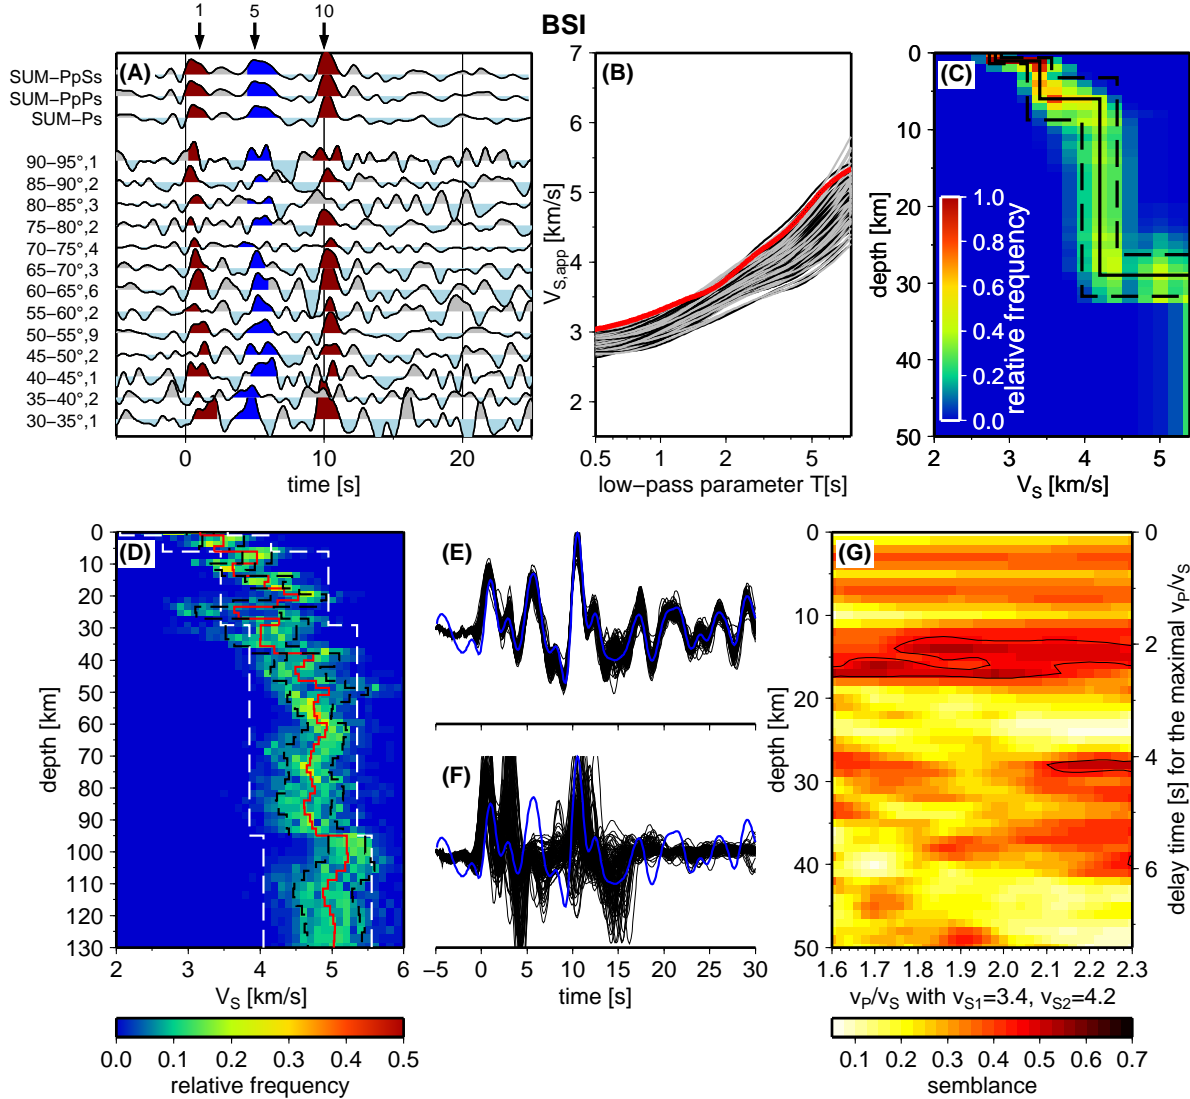 BSI
1 5 10
(A)
SUM−PpSs
SUM−PpPs
SUM−Ps
90−95°,1
85−90°,2
80−85°,3
75−80°,2
70−75°,4
65−70°,3
60−65°,6
55−60°,2
50−55°,9
45−50°,2
40−45°,1
35−40°,2
30−35°,1
0 10 20
time [s]
(B)
7
6
5
4
3
2
V_S,app [km/s]
0.5 1 2 5
low−pass parameter T[s]
(C)
0
10
20
30
40
50
depth [km]
1.0
0.8
0.6
0.4
0.2
0.0
relative frequency
2 3 4 5
V_S [km/s]
(D)
0
10
20
30
40
50
60
70
80
90
100
110
120
130
depth [km]
2 3 4 5 6
V_S [km/s]
0.0 0.1 0.2 0.3 0.4 0.5
relative frequency
(E)
(F)
−5 0 5 10 15 20 25 30
time [s]
(G)
0
10
20
30
40
50
depth [km]
0
2
4
6
delay time [s] for the maximal v_P/v_S
1.6 1.7 1.8 1.9 2.0 2.1 2.2 2.3
v_P/v_S with v_S1=3.4, v_S2=4.2
0.1 0.2 0.3 0.4 0.5 0.6 0.7
semblance